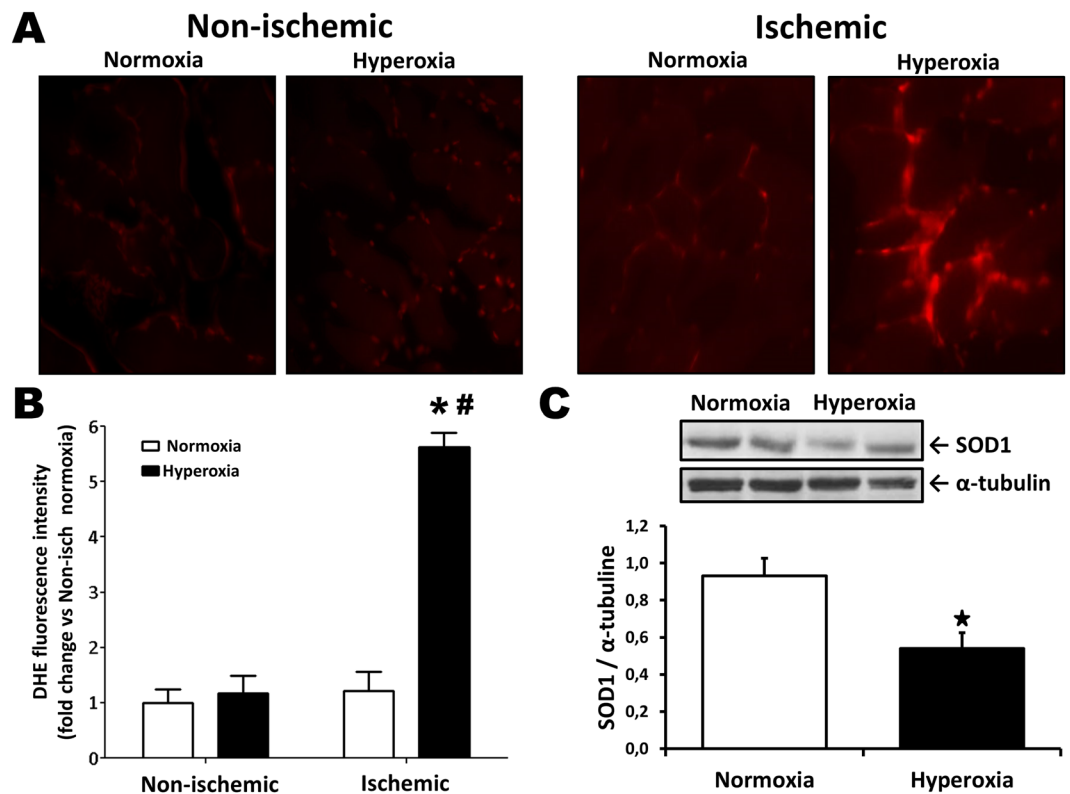 A
Non-ischemic
Ischemic
Normoxia
Hyperoxia
Normoxia
Hyperoxia
B
DHE fluorescence intensity
(fold change vs Non-isch normoxia)
6
5
4
3
2
1
0
Normoxia
Hyperoxia
* #
Non-ischemic
Ischemic
C
Normoxia
Hyperoxia
← SOD1
← α-tubulin
SOD1 / α-tubuline
1,2
1,0
0,8
0,6
0,4
0,2
0,0
★
Normoxia
Hyperoxia